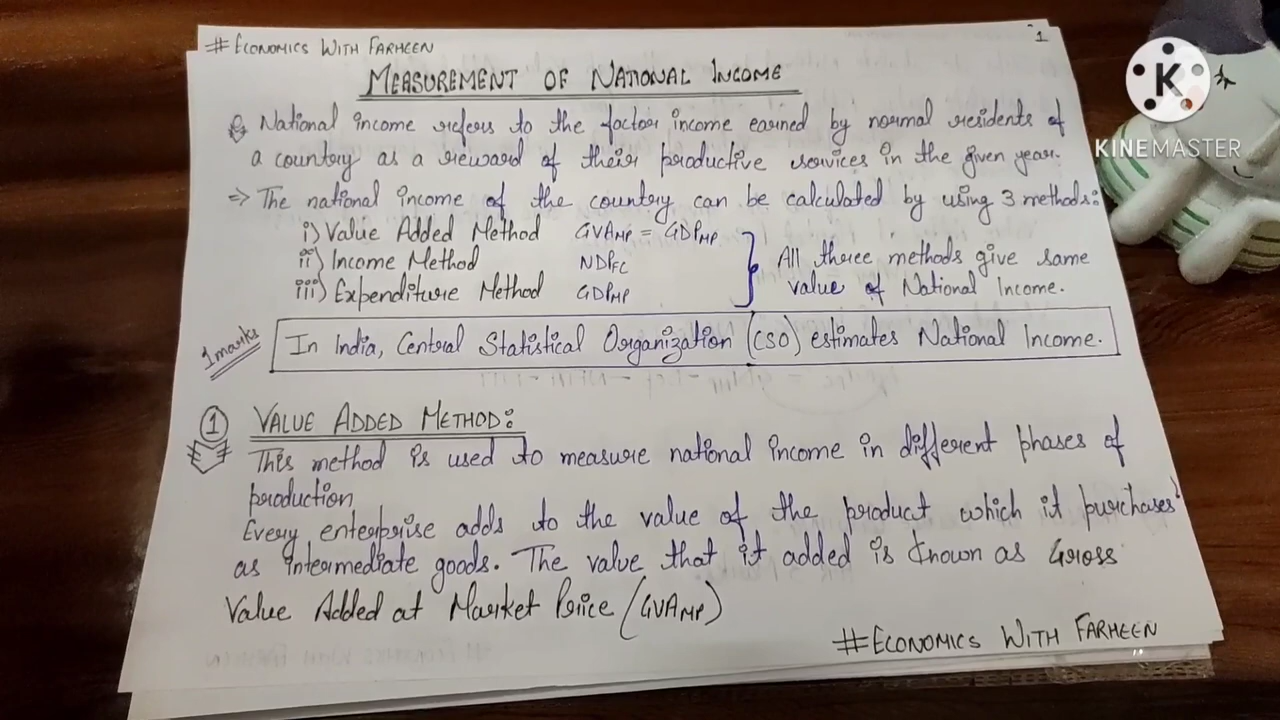 #ECONOMICS WITH FARHEEN
1
MEASUREMENT OF NATIONAL INCOME
National income refers to the factor income earned by normal residents of
a country as a reward of their productive services in the given year.
⇒ The national income of the country can be calculated by using 3 methods:
i) Value Added Method GVAMP = GDPMP
ii) Income Method NDPFC
iii) Expenditure Method GDPMP
All three methods give same
value of National Income.
1marks
In India, Central Statistical Organization (CSO) estimates National Income.
1 VALUE ADDED METHOD:
This method is used to measure national income in different phases of
production
Every enterprise adds to the value of the product which it purchases
as intermediate goods. The value that it added is known as Gross
Value Added at Market Price (GVAMP)
#ECONOMICS WITH FARHEEN
K
KINEMASTER